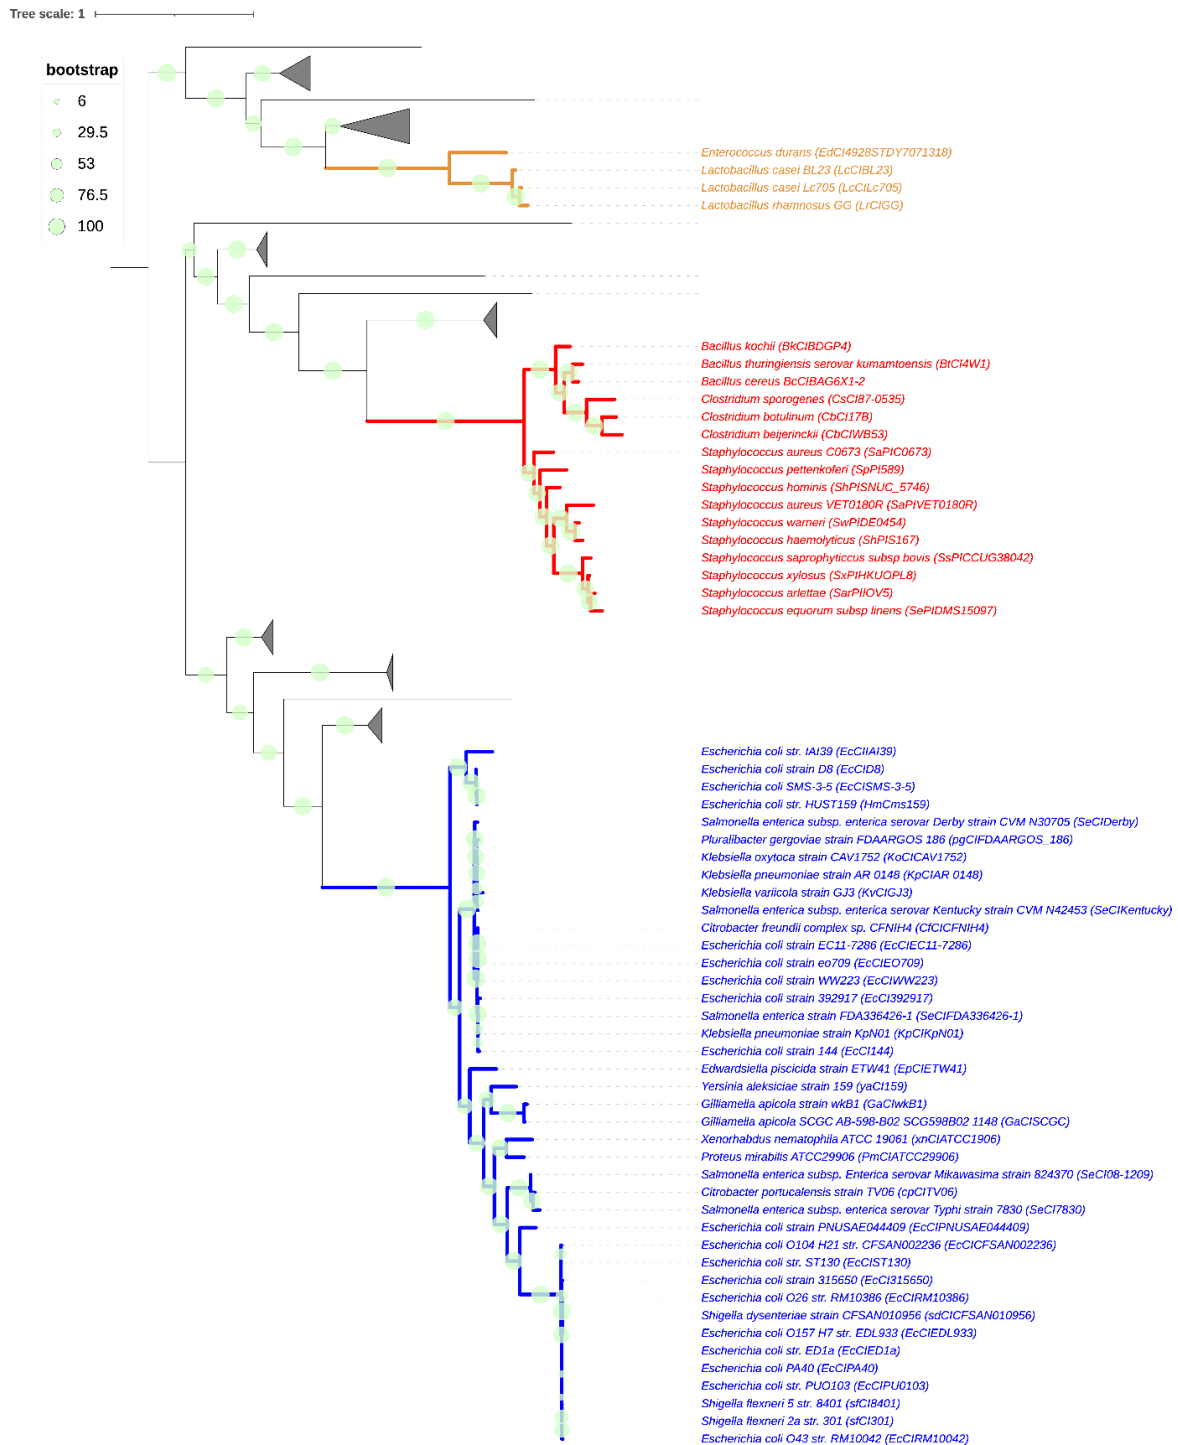 Tree scale: 1
bootstrap
6
29.5
53
76.5
100
Enterococcus durans (EdCI4928STDY7071318)
Lactobacillus casei BL23 (LcCIBL23)
Lactobacillus casei Lc705 (LcCILc705)
Lactobacillus rhamnosus GG (LrCIGG)
Bacillus kochii (BkCIBDGP4)
Bacillus thuringiensis serovar kumamtoensis (BtCI4W1)
Bacillus cereus BcCIBAG6X1-2
Clostridium sporogenes (CsCI87-0535)
Clostridium botulinum (CbCI17B)
Clostridium beijerinckii (CbCIWB53)
Staphylococcus aureus C0673 (SaPIC0673)
Staphylococcus pettenkoferi (SpPI589)
Staphylococcus hominis (ShPISNUC_5746)
Staphylococcus aureus VET0180R (SaPIVET0180R)
Staphylococcus warneri (SwPIDE0454)
Staphylococcus haemolyticus (ShPIS167)
Staphylococcus saprophyticcus subsp bovis (SsPICCUG38042)
Staphylococcus xylosus (SxPIHKUOPL8)
Staphylococcus arlettae (SarPIIOV5)
Staphylococcus equorum subsp linens (SePIDMS15097)
Escherichia coli str. IAI39 (EcCIIAI39)
Escherichia coli strain D8 (EcCID8)
Escherichia coli SMS-3-5 (EcCISMS-3-5)
Escherichia coli str. HUST159 (HmCms159)
Salmonella enterica subsp. enterica serovar Derby strain CVM N30705 (SeCIDerby)
Pluralibacter gergoviae strain FDAARGOS 186 (pgCIFDAARGOS_186)
Klebsiella oxytoca strain CAV1752 (KoCICAV1752)
Klebsiella pneumoniae strain AR 0148 (KpCIAR 0148)
Klebsiella variicola strain GJ3 (KvCIGJ3)
Salmonella enterica subsp. enterica serovar Kentucky strain CVM N42453 (SeCIKentucky)
Citrobacter freundii complex sp. CFNIH4 (CfCICFNIH4)
Escherichia coli strain EC11-7286 (EcCIEC11-7286)
Escherichia coli strain eo709 (EcCIEO709)
Escherichia coli strain WW223 (EcCIWW223)
Escherichia coli strain 392917 (EcCI392917)
Salmonella enterica strain FDA336426-1 (SeCIFDA336426-1)
Klebsiella pneumoniae strain KpN01 (KpCIKpN01)
Escherichia coli strain 144 (EcCI144)
Edwardsiella piscicida strain ETW41 (EpCIETW41)
Yersinia aleksiciae strain 159 (yaCI159)
Gilliamella apicola strain wkB1 (GaCIwkB1)
Gilliamella apicola SCGC AB-598-B02 SCG598B02 1148 (GaCISCGC)
Xenorhabdus nematophila ATCC 19061 (xnCIATCC1906)
Proteus mirabilis ATCC29906 (PmCIATCC29906)
Salmonella enterica subsp. Enterica serovar Mikawasima strain 824370 (SeCI08-1209)
Citrobacter portucalensis strain TV06 (cpCITV06)
Salmonella enterica subsp. enterica serovar Typhi strain 7830 (SeCI7830)
Escherichia coli strain PNUSAE044409 (EcCIPNUSAE044409)
Escherichia coli O104 H21 str. CFSAN002236 (EcCICFSAN002236)
Escherichia coli str. ST130 (EcCIST130)
Escherichia coli strain 315650 (EcCI315650)
Escherichia coli O26 str. RM10386 (EcCIRM10386)
Shigella dysenteriae strain CFSAN010956 (sdCICFSAN010956)
Escherichia coli O157 H7 str. EDL933 (EcCIEDL933)
Escherichia coli str. ED1a (EcCIED1a)
Escherichia coli PA40 (EcCIPA40)
Escherichia coli str. PUO103 (EcCIPU0103)
Shigella flexneri 5 str. 8401 (sfCI8401)
Shigella flexneri 2a str. 301 (sfCI301)
Escherichia coli O43 str. RM10042 (EcCIRM10042)